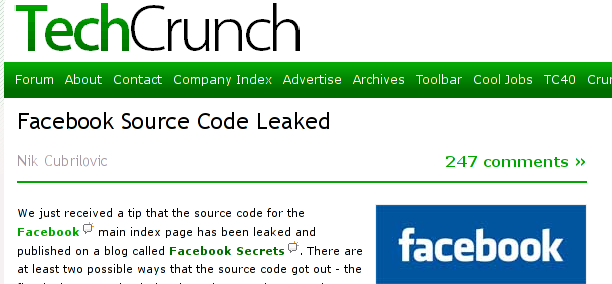 TechCrunch
Forum About Contact Company Index Advertise Archives Toolbar Cool Jobs TC40
Facebook Source Code Leaked
Nik Cubrilovic 247 comments »
We just received a tip that the source code for the
Facebook main index page has been leaked and
published on a blog called Facebook Secrets. There are
at least two possible ways that the source code got out - the
facebook